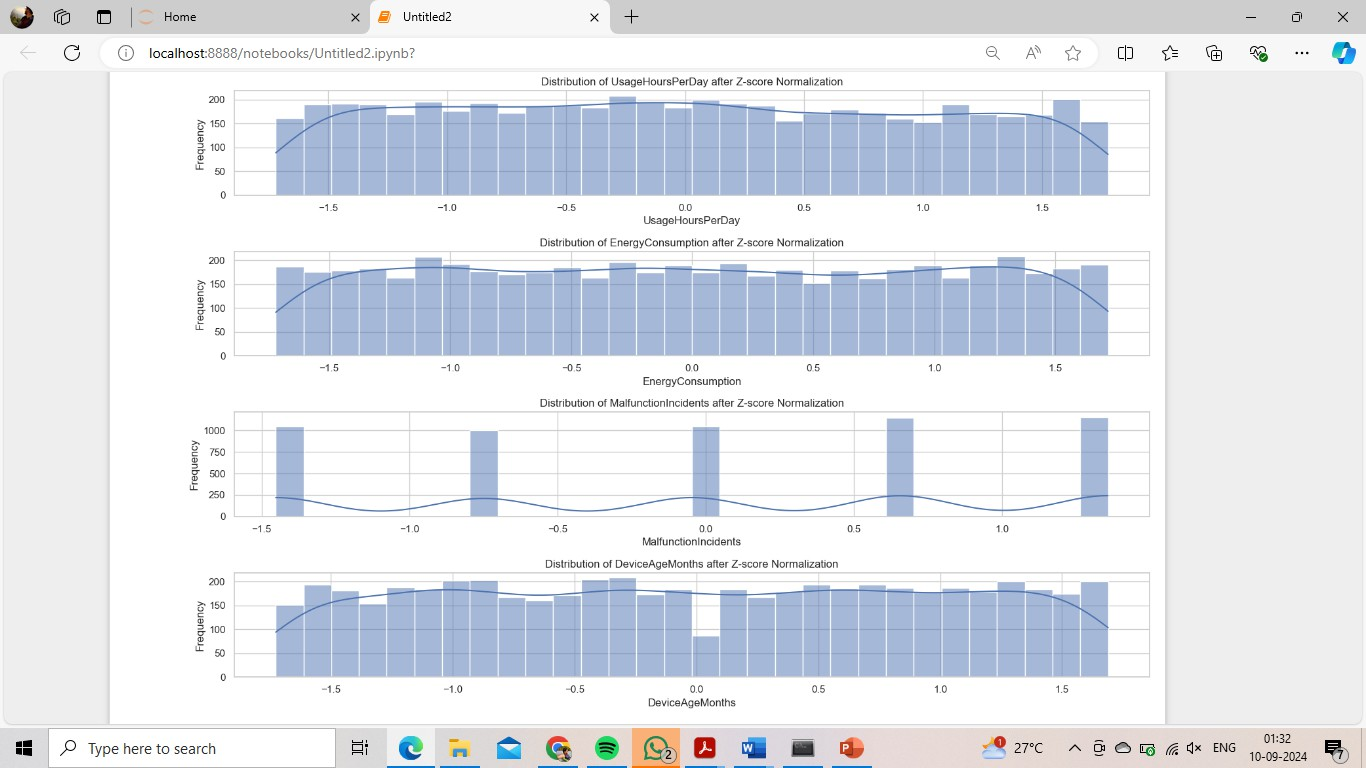 Home
Untitled2
localhost:8888/notebooks/Untitled2.ipynb?
Distribution of UsageHoursPerDay after Z-score Normalization
Frequency
200
150
100
50
0
−1.5 −1.0 −0.5 0.0 0.5 1.0 1.5
UsageHoursPerDay
Distribution of EnergyConsumption after Z-score Normalization
Frequency
200
150
100
50
0
−1.5 −1.0 −0.5 0.0 0.5 1.0 1.5
EnergyConsumption
Distribution of MalfunctionIncidents after Z-score Normalization
Frequency
1000
750
500
250
0
−1.5 −1.0 −0.5 0.0 0.5 1.0
MalfunctionIncidents
Distribution of DeviceAgeMonths after Z-score Normalization
Frequency
200
150
100
50
0
−1.5 −1.0 −0.5 0.0 0.5 1.0 1.5
DeviceAgeMonths
Type here to search
2
1
27°C
ENG
01:32
10-09-2024
7